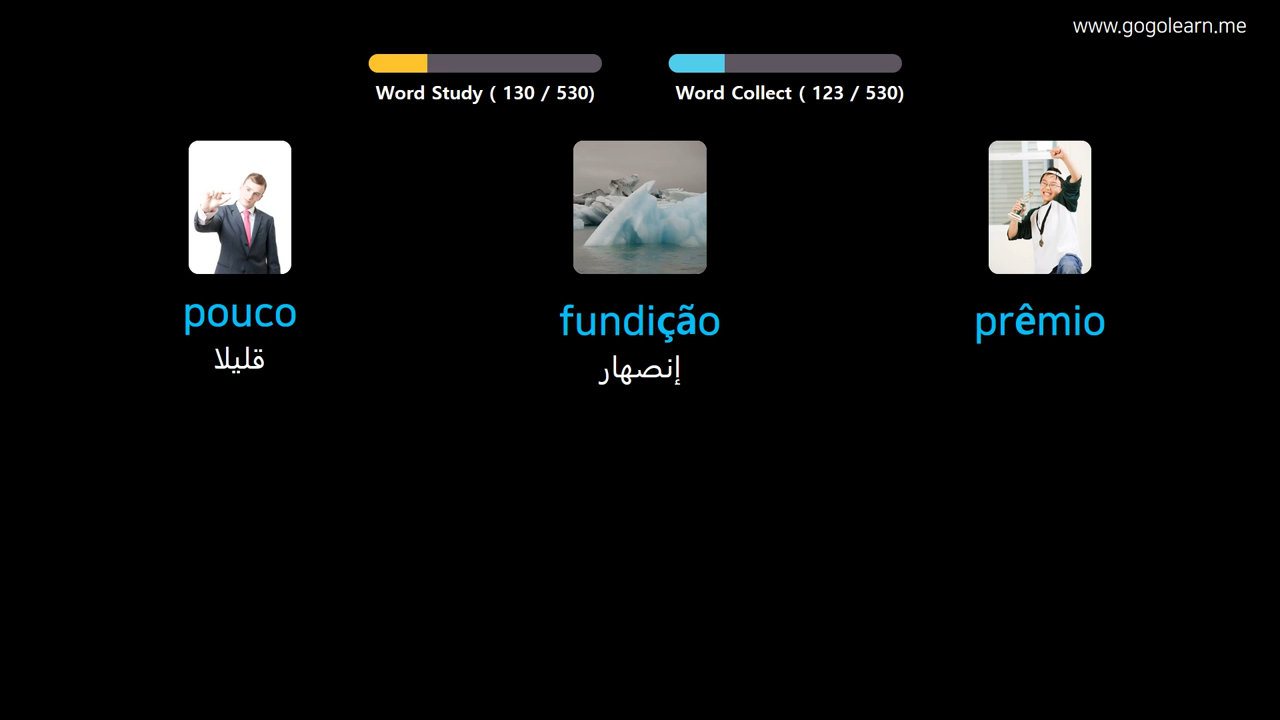 www.gogolearn.me
Word Study ( 130 / 530)
Word Collect ( 123 / 530)
pouco
قليلا
fundição
إنصهار
prêmio